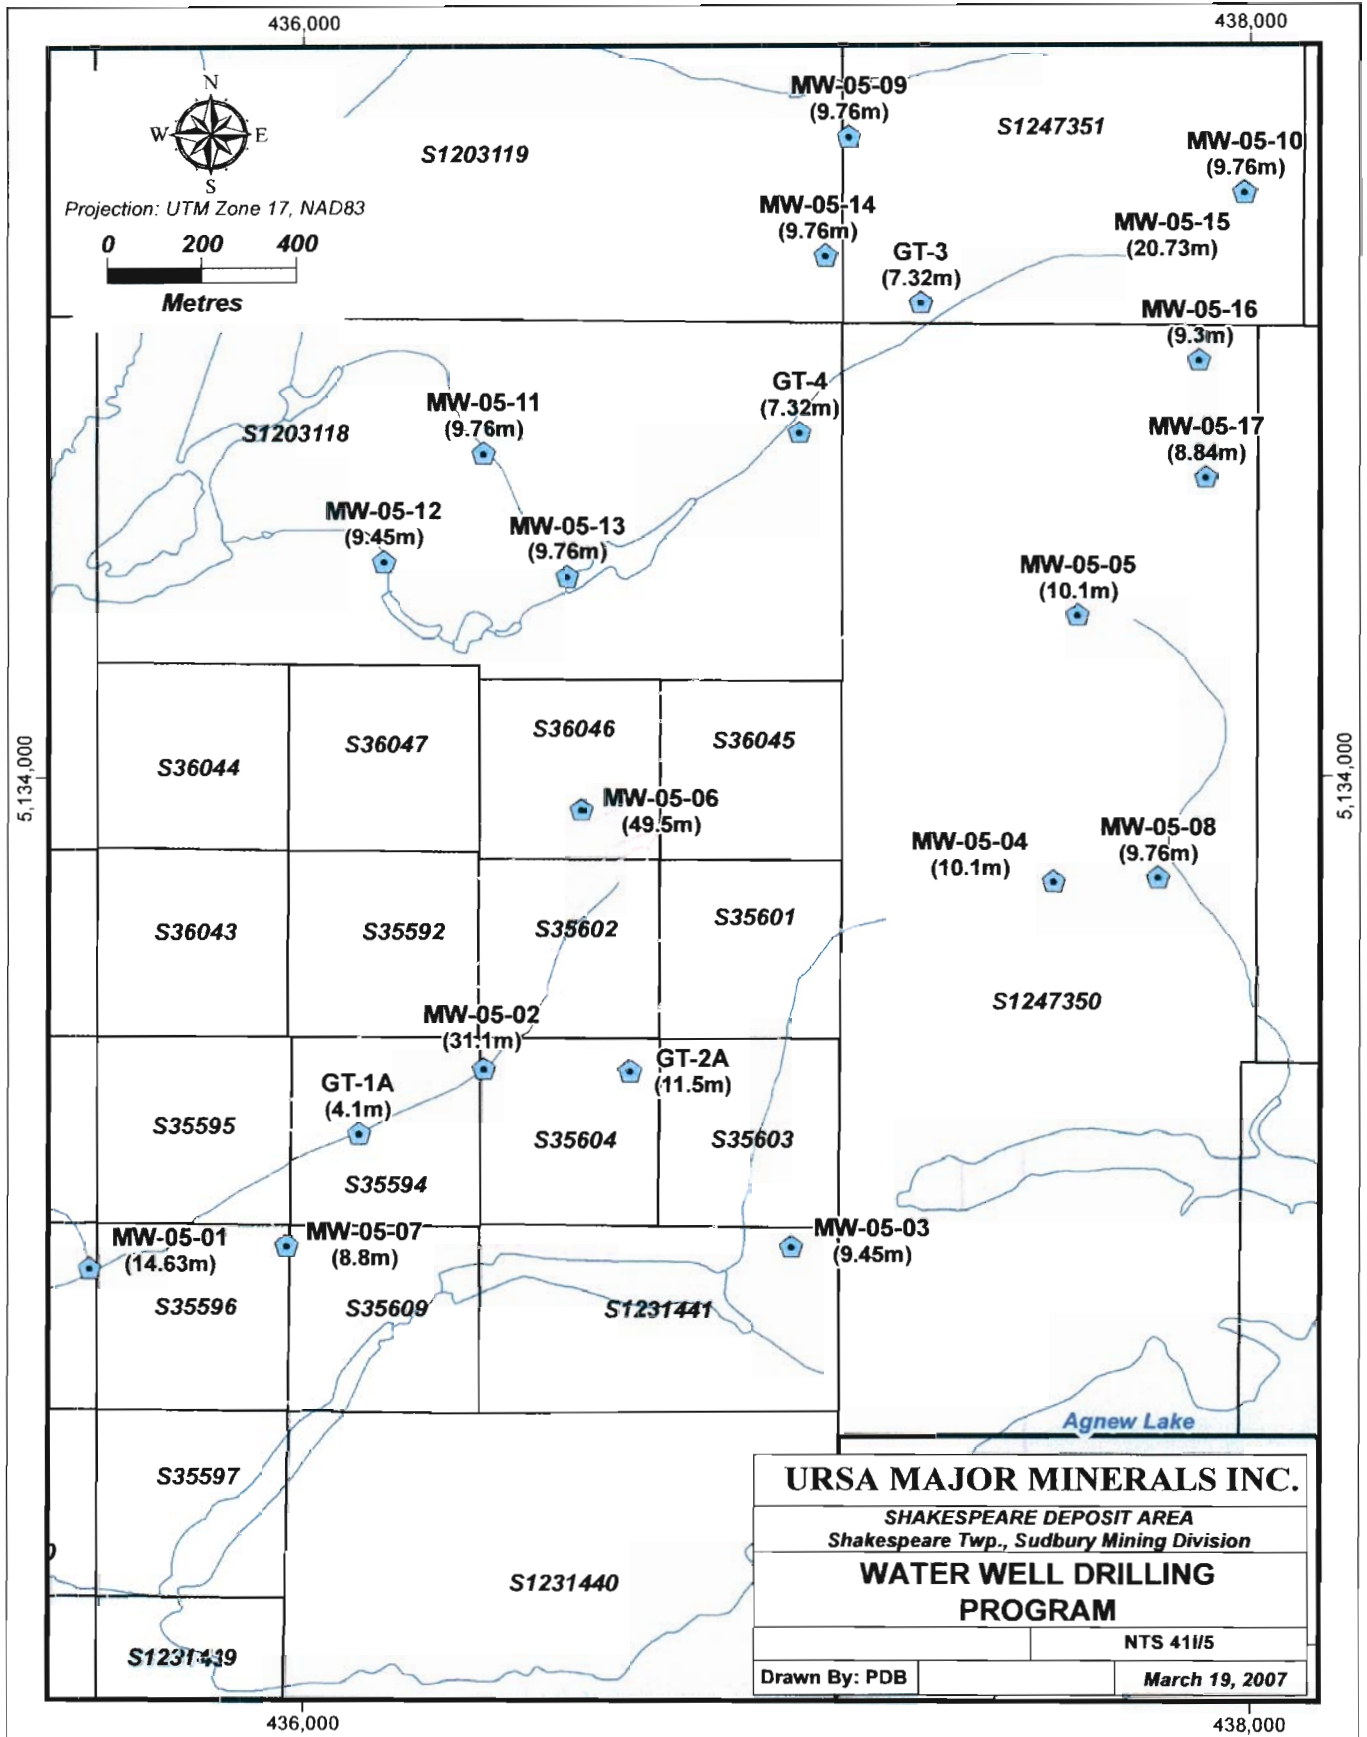 436,000
438,000
N
W
E
S
Projection: UTM Zone 17, NAD83
0 200 400
Metres
S1203119
MW-05-09
(9.76m)
S1247351
MW-05-10
(9.76m)
MW-05-14
(9.76m)
MW-05-15
(20.73m)
GT-3
(7.32m)
MW-05-16
(9.3m)
GT-4
(7.32m)
MW-05-11
(9.76m)
S1203118
MW-05-17
(8.84m)
MW-05-12
(9.45m)
MW-05-13
(9.76m)
MW-05-05
(10.1m)
5,134,000
5,134,000
S36044
S36047
S36046
S36045
MW-05-06
(49.5m)
MW-05-04
(10.1m)
MW-05-08
(9.76m)
S36043
S35592
S35602
S35601
S1247350
MW-05-02
(31.1m)
GT-1A
(4.1m)
GT-2A
(11.5m)
S35595
S35594
S35604
S35603
MW-05-01
(14.63m)
MW-05-07
(8.8m)
MW-05-03
(9.45m)
S35596
S35609
S1231441
Agnew Lake
S35597
S1231440
S1231439
URSA MAJOR MINERALS INC.
SHAKESPEARE DEPOSIT AREA
Shakespeare Twp., Sudbury Mining Division
WATER WELL DRILLING
PROGRAM
NTS 41I/5
Drawn By: PDB
March 19, 2007
436,000
438,000